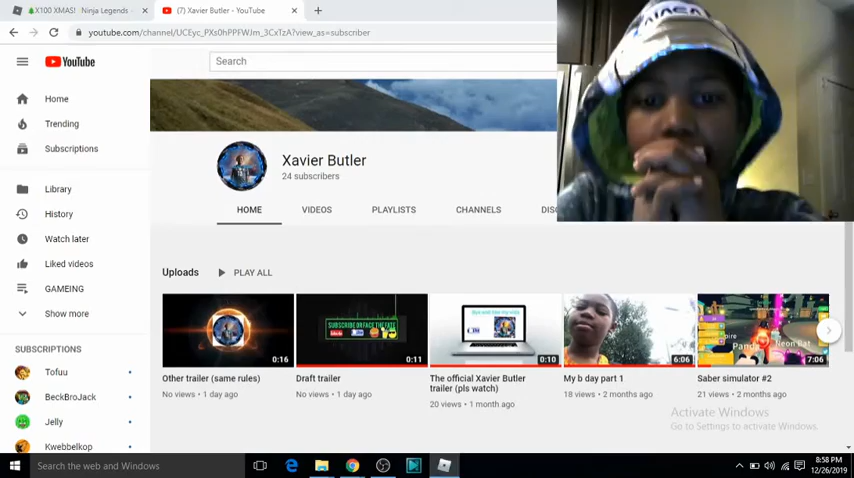 X100 XMAS! Ninja Legends -
(7) Xavier Butler - YouTube
youtube.com/channel/UCEyc_PXs0hPPFWJm_3CxTzA?view_as=subscriber
YouTube
Search
Home
Trending
Subscriptions
Library
History
Watch later
Liked videos
GAMEING
Show more
SUBSCRIPTIONS
Tofuu
BeckBroJack
Jelly
Kwebbelkop
Xavier Butler
24 subscribers
HOME VIDEOS PLAYLISTS CHANNELS
Uploads PLAY ALL
SUBSCRIBE OR FACE THE FATE
0:16 0:11 0:10 6:06 7:06
Other trailer (same rules)
No views • 1 day ago
Draft trailer
No views • 1 day ago
The official Xavier Butler
trailer (pls watch)
20 views • 1 month ago
My b day part 1
18 views • 2 months ago
Saber simulator #2
21 views • 2 months ago
Activate Windows
Go to Settings to activate Windows.
Search the web and Windows
8:58 PM
12/26/2019